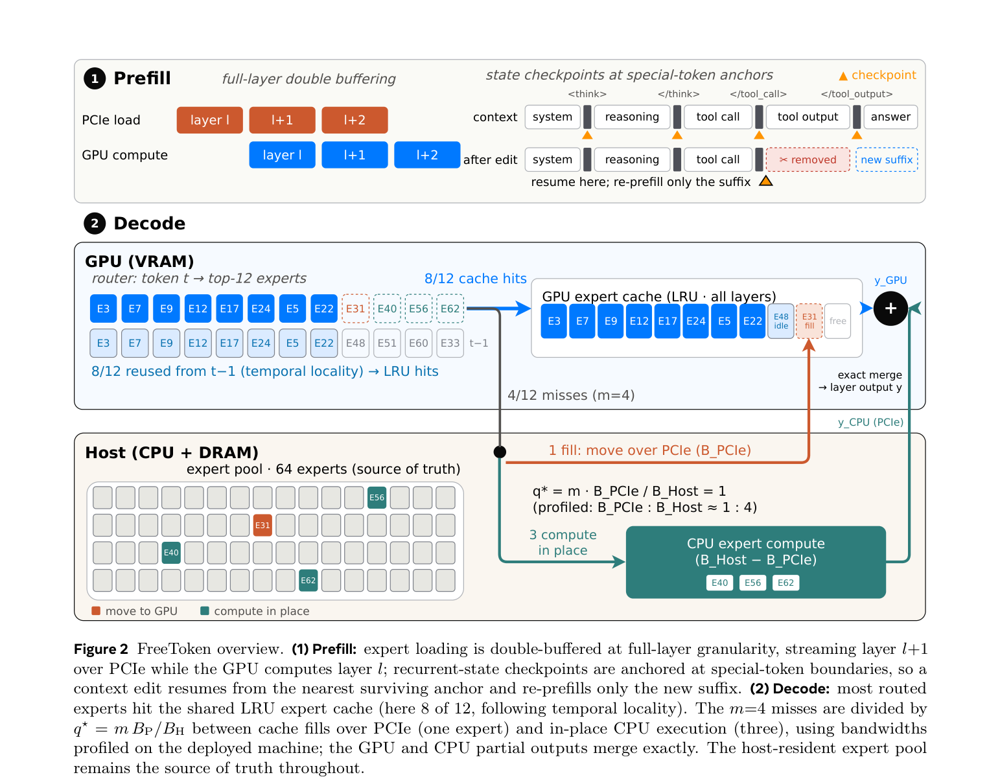 1 Prefill
full-layer double buffering
state checkpoints at special-token anchors
▲ checkpoint
<think> </think> </tool_call> </tool_output>
PCIe load layer l l+1 l+2
context system reasoning tool call tool output answer
GPU compute layer l l+1 l+2
after edit system reasoning tool call ✂ removed new suffix
resume here; re-prefill only the suffix
2 Decode
GPU (VRAM)
router: token t → top-12 experts
8/12 cache hits
E3 E7 E9 E12 E17 E24 E5 E22 E31 E40 E56 E62
E3 E7 E9 E12 E17 E24 E5 E22 E48 E51 E60 E33 t−1
8/12 reused from t−1 (temporal locality) → LRU hits
GPU expert cache (LRU · all layers)
E3 E7 E9 E12 E17 E24 E5 E22 E48 idle E31 fill free
y_GPU
+
exact merge
→ layer output y
4/12 misses (m=4)
y_CPU (PCIe)
Host (CPU + DRAM)
expert pool · 64 experts (source of truth)
E56
E31
E40
E62
move to GPU compute in place
1 fill: move over PCIe (B_PCIe)
q* = m · B_PCIe / B_Host = 1
(profiled: B_PCIe : B_Host ≈ 1 : 4)
3 compute
in place
CPU expert compute
(B_Host − B_PCIe)
E40 E56 E62
Figure 2 FreeToken overview. (1) Prefill: expert loading is double-buffered at full-layer granularity, streaming layer l+1
over PCIe while the GPU computes layer l; recurrent-state checkpoints are anchored at special-token boundaries, so a
context edit resumes from the nearest surviving anchor and re-prefills only the new suffix. (2) Decode: most routed
experts hit the shared LRU expert cache (here 8 of 12, following temporal locality). The m=4 misses are divided by
q⋆ = m B_P/B_H between cache fills over PCIe (one expert) and in-place CPU execution (three), using bandwidths
profiled on the deployed machine; the GPU and CPU partial outputs merge exactly. The host-resident expert pool
remains the source of truth throughout.